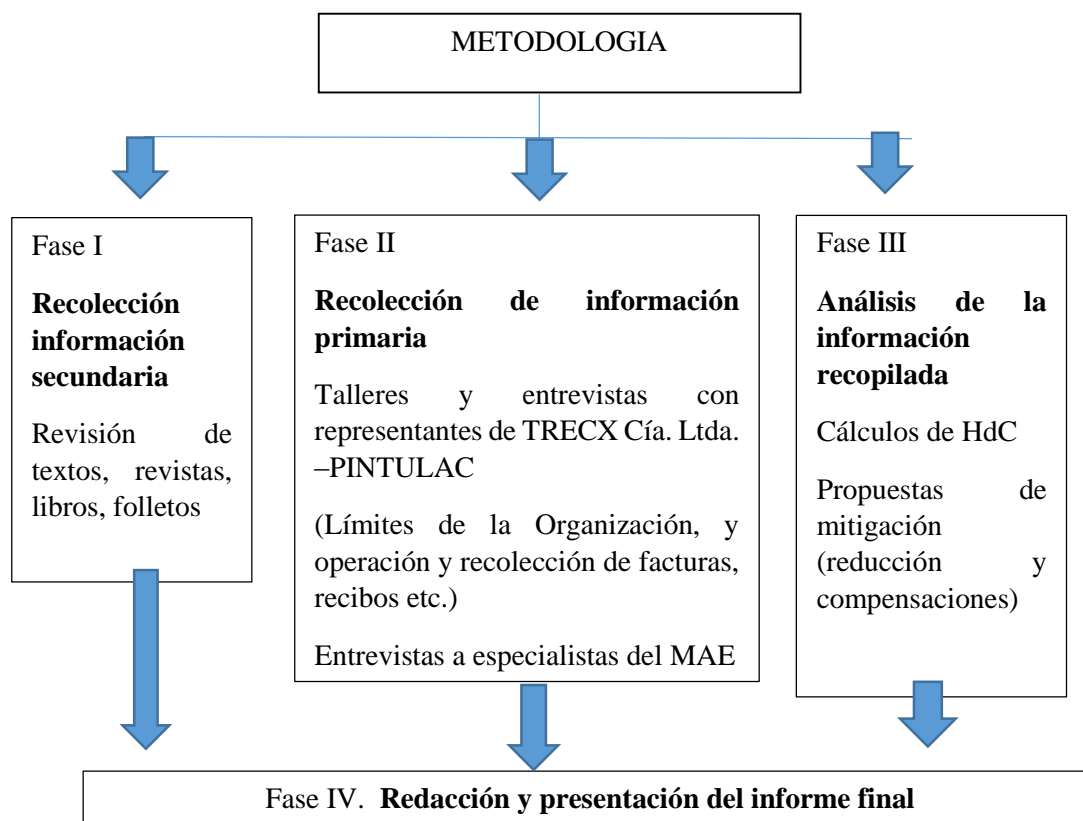 METODOLOGIA
Fase I
Recolección
información
secundaria
Revisión de
textos, revistas,
libros, folletos
Fase II
Recolección de información
primaria
Talleres y entrevistas con
representantes de TRECX Cía. Ltda.
–PINTULAC
(Límites de la Organización, y
operación y recolección de facturas,
recibos etc.)
Entrevistas a especialistas del MAE
Fase III
Análisis de la
información
recopilada
Cálculos de HdC
Propuestas de
mitigación
(reducción y
compensaciones)
Fase IV. Redacción y presentación del informe final